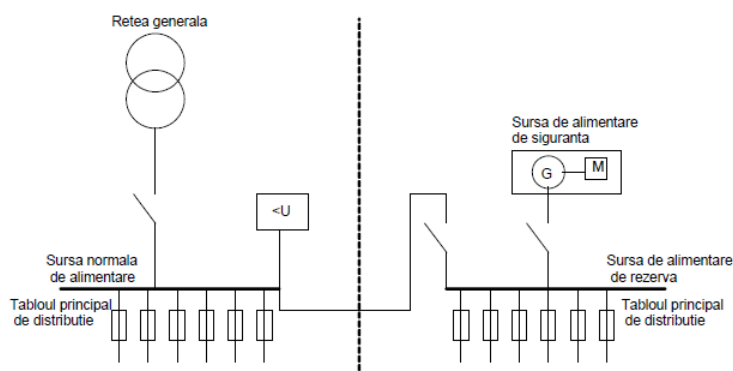 Retea generala
Sursa de alimentare
de siguranta
G
M
<U
Sursa normala
de alimentare
Sursa de alimentare
de rezerva
Tabloul principal
de distributie
Tabloul principal
de distributie